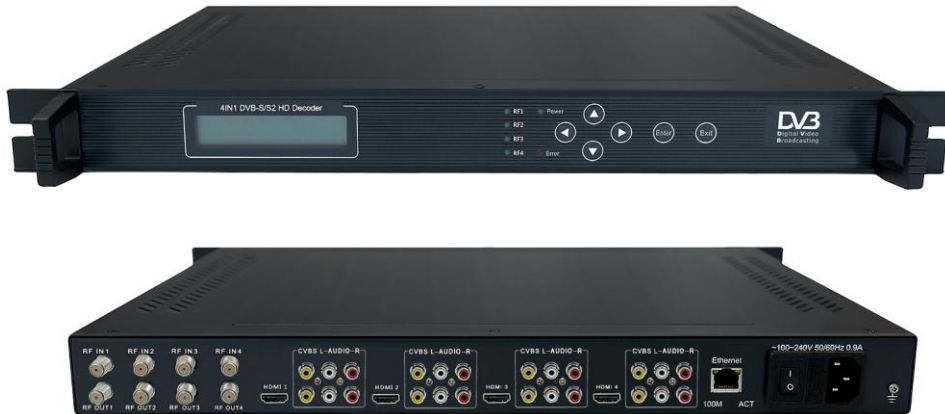 4IN1 DVB-S/S2 HD Decoder
RF1 Power
RF2
RF3
RF4 Error
Enter Exit
DVB
Digital Video
Broadcasting
RF IN1 RF IN2 RF IN3 RF IN4
RF OUT1 RF OUT2 RF OUT3 RF OUT4
HDMI 1
CVBS L-AUDIO-R
HDMI 2
CVBS L-AUDIO-R
HDMI 3
CVBS L-AUDIO-R
HDMI 4
CVBS L-AUDIO-R
Ethernet
100M ACT
~100~240V 50/60Hz 0.9A
I
O